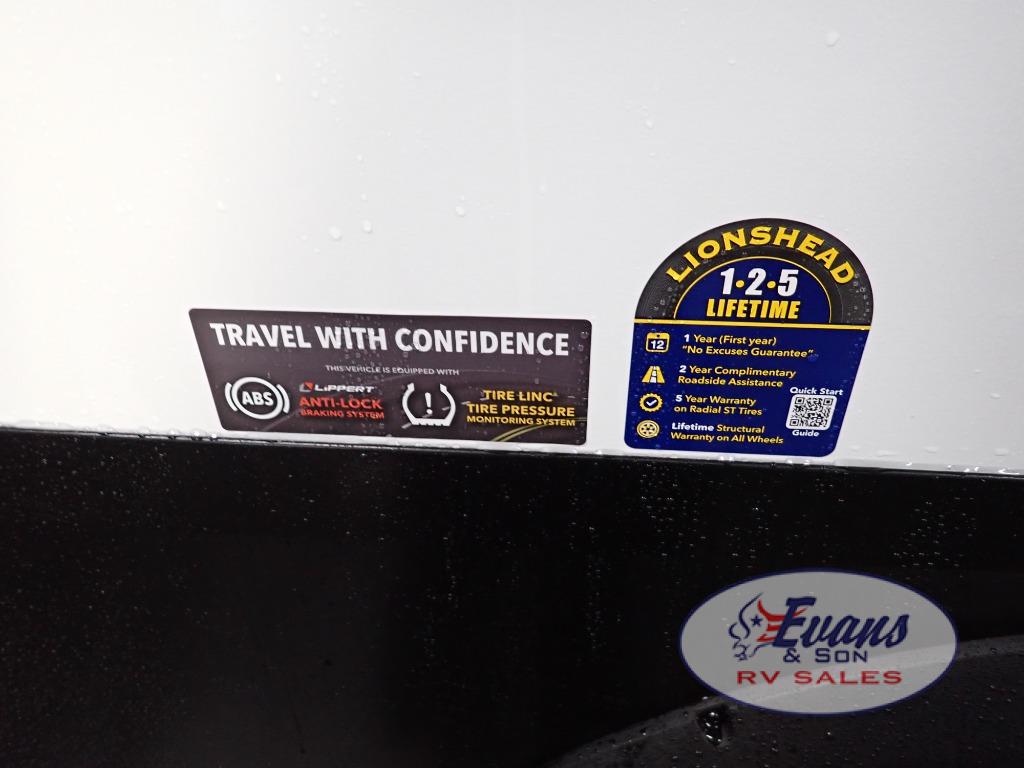 TRAVEL WITH CONFIDENCE
THIS VEHICLE IS EQUIPPED WITH
ABS
LIPPERT
ANTI-LOCK
BRAKING SYSTEM
TIRE LINC
TIRE PRESSURE
MONITORING SYSTEM
LIONSHEAD
1•2•5
LIFETIME
12
1 Year (First year)
"No Excuses Guarantee"
2 Year Complimentary
Roadside Assistance
5 Year Warranty
on Radial ST Tires
Lifetime Structural
Warranty on All Wheels
Quick Start
Guide
Evans
& SON
RV SALES